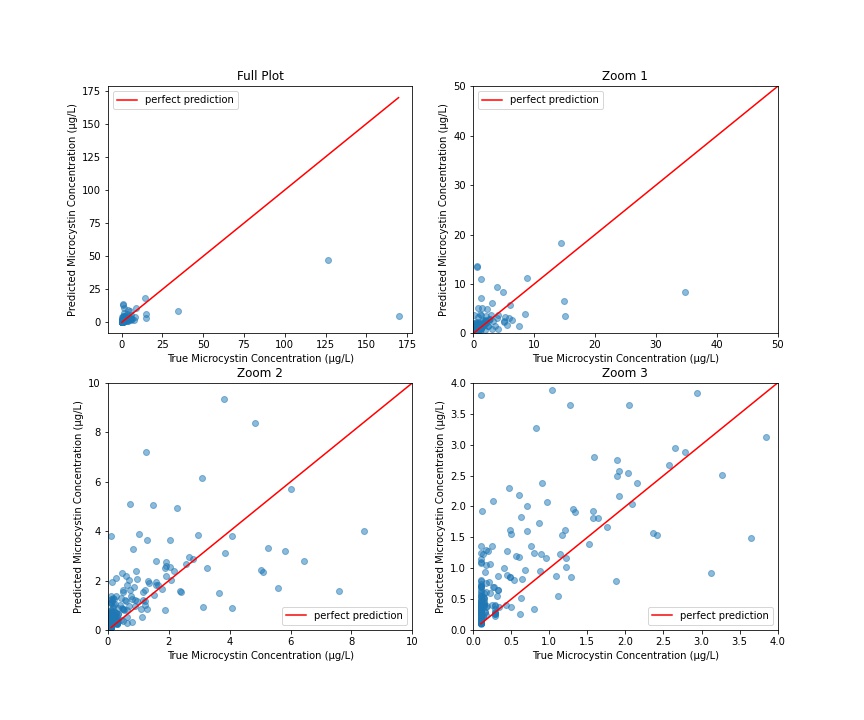 Full Plot
Predicted Microcystin Concentration (μg/L)
175
150
125
100
75
50
25
0
perfect prediction
0 25 50 75 100 125 150 175
True Microcystin Concentration (μg/L)
Zoom 1
Predicted Microcystin Concentration (μg/L)
50
40
30
20
10
0
perfect prediction
0 10 20 30 40 50
True Microcystin Concentration (μg/L)
Zoom 2
Predicted Microcystin Concentration (μg/L)
10
8
6
4
2
0
perfect prediction
0 2 4 6 8 10
True Microcystin Concentration (μg/L)
Zoom 3
Predicted Microcystin Concentration (μg/L)
4.0
3.5
3.0
2.5
2.0
1.5
1.0
0.5
0.0
perfect prediction
0.0 0.5 1.0 1.5 2.0 2.5 3.0 3.5 4.0
True Microcystin Concentration (μg/L)